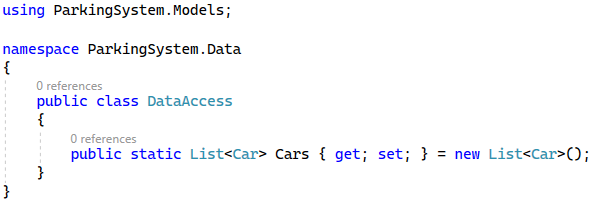 using ParkingSystem.Models;
namespace ParkingSystem.Data
{
0 references
public class DataAccess
{
0 references
public static List<Car> Cars { get; set; } = new List<Car>();
}
}